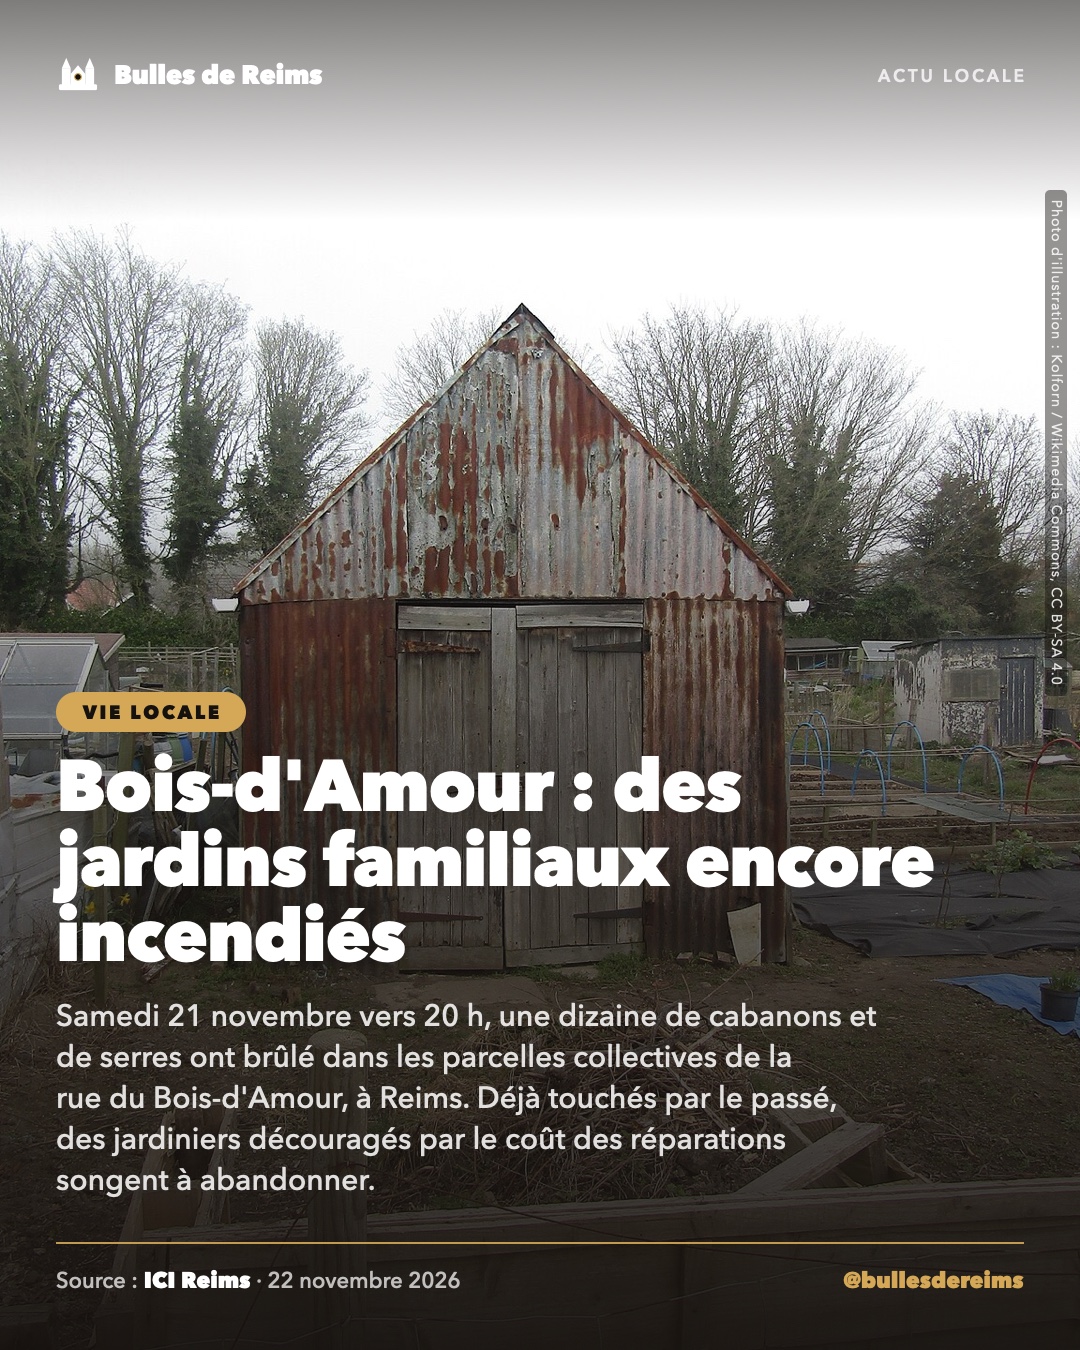 Bulles de Reims
ACTU LOCALE
Photo d'illustration : Kolforn / Wikimedia Commons, CC BY-SA 4.0
VIE LOCALE
Bois-d'Amour : des
jardins familiaux encore
incendiés
Samedi 21 novembre vers 20 h, une dizaine de cabanons et
de serres ont brûlé dans les parcelles collectives de la
rue du Bois-d'Amour, à Reims. Déjà touchés par le passé,
des jardiniers découragés par le coût des réparations
songent à abandonner.
Source : ICI Reims · 22 novembre 2026
@bullesdereims